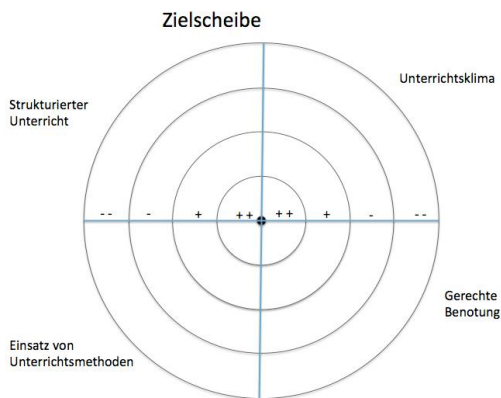 Zielscheibe
Unterrichtsklima
Strukturierter
Unterricht
-- - + ++ ++ + - --
Gerechte
Benotung
Einsatz von
Unterrichtsmethoden